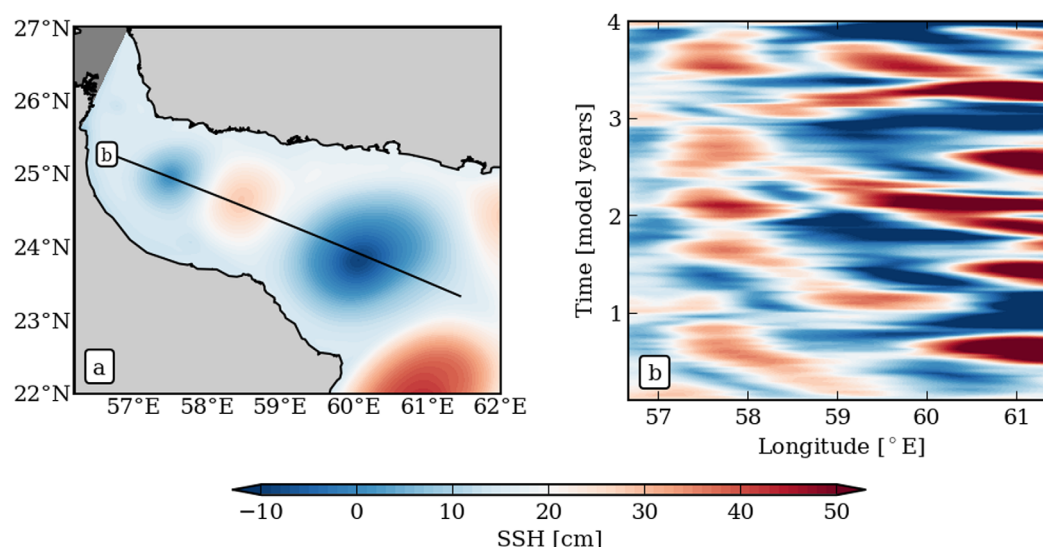 27°N
26°N
25°N
24°N
23°N
22°N
b
a
57°E 58°E 59°E 60°E 61°E 62°E
4
3
2
1
Time [model years]
b
57 58 59 60 61
Longitude [°E]
−10 0 10 20 30 40 50
SSH [cm]